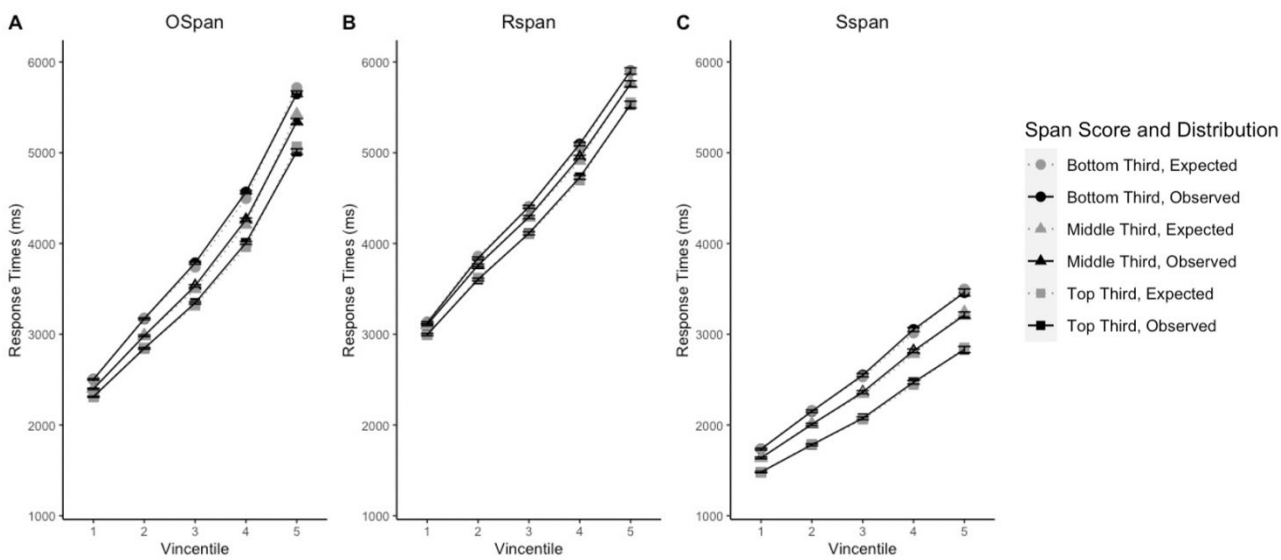 A
OSpan
Response Times (ms)
6000
5000
4000
3000
2000
1000
1
2
3
4
5
Vincentile
B
Rspan
Response Times (ms)
6000
5000
4000
3000
2000
1000
1
2
3
4
5
Vincentile
C
Sspan
Response Times (ms)
6000
5000
4000
3000
2000
1000
1
2
3
4
5
Vincentile
Span Score and Distribution
Bottom Third, Expected
Bottom Third, Observed
Middle Third, Expected
Middle Third, Observed
Top Third, Expected
Top Third, Observed